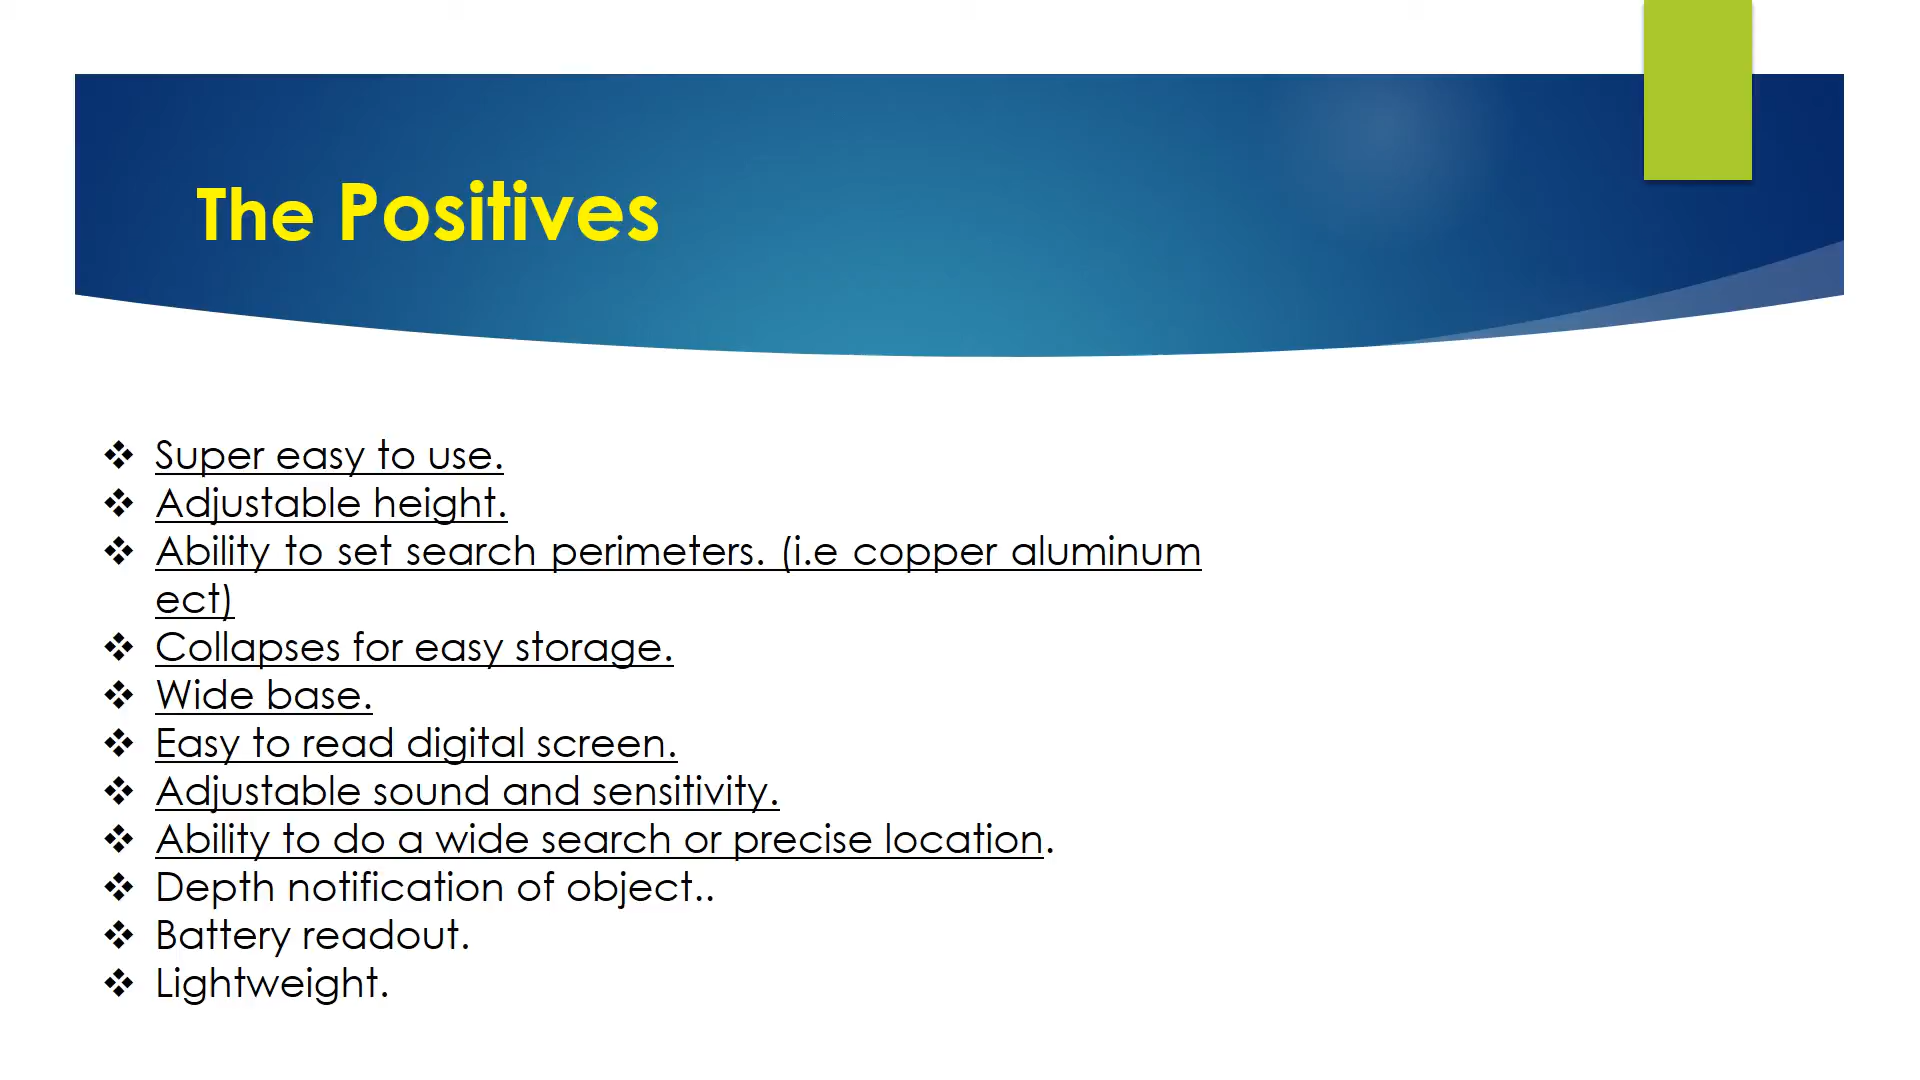 The Positives
❖ Super easy to use.
❖ Adjustable height.
❖ Ability to set search perimeters. (i.e copper aluminum
ect)
❖ Collapses for easy storage.
❖ Wide base.
❖ Easy to read digital screen.
❖ Adjustable sound and sensitivity.
❖ Ability to do a wide search or precise location.
❖ Depth notification of object..
❖ Battery readout.
❖ Lightweight.